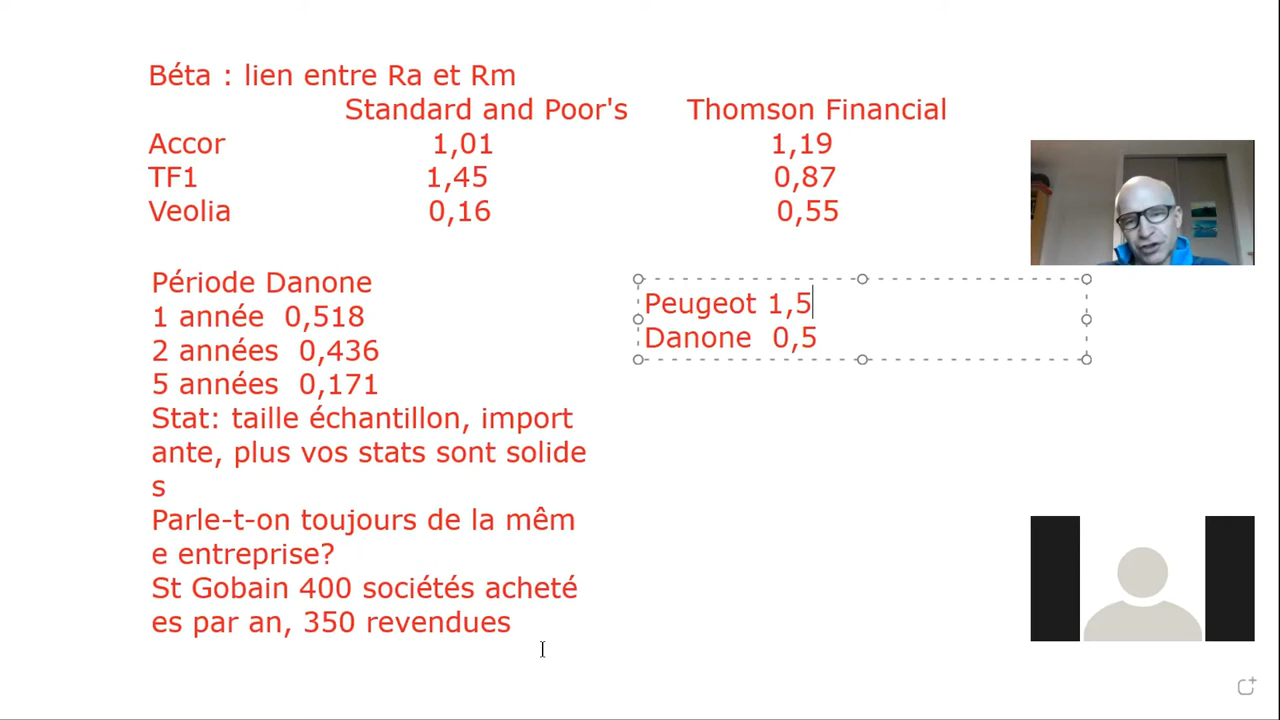 Béta : lien entre Ra et Rm
Standard and Poor's Thomson Financial
Accor 1,01 1,19
TF1 1,45 0,87
Veolia 0,16 0,55
Période Danone
1 année 0,518
2 années 0,436
5 années 0,171
Stat: taille échantillon, import
ante, plus vos stats sont solide
s
Parle-t-on toujours de la mêm
e entreprise?
St Gobain 400 sociétés acheté
es par an, 350 revendues
Peugeot 1,5
Danone 0,5